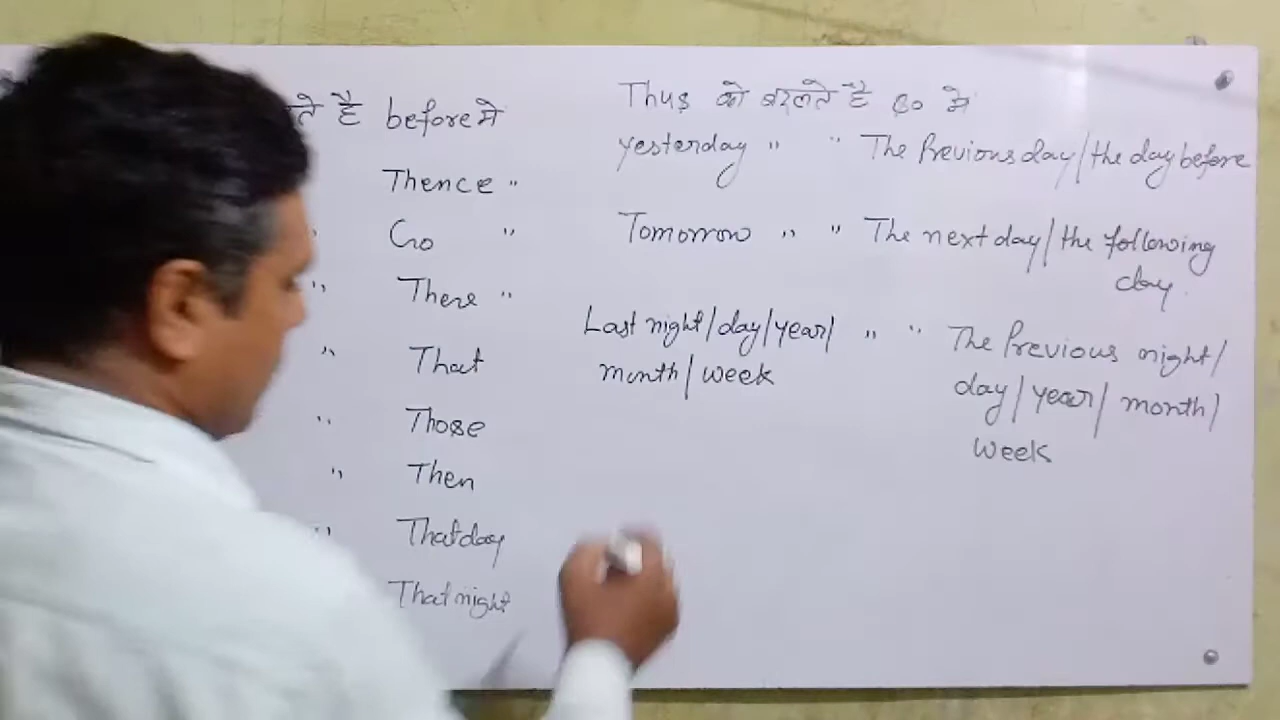 ते है before मे
Thence "
Go "
" There "
" That
" Those
" Then
" That day
That night
Thus को बदलते है So मे
yesterday " " The Previous day/the day before
Tomorrow " " The next day/the following
day.
Last night/day/year/ " " The Previous night/
month/week day/year/month/
week